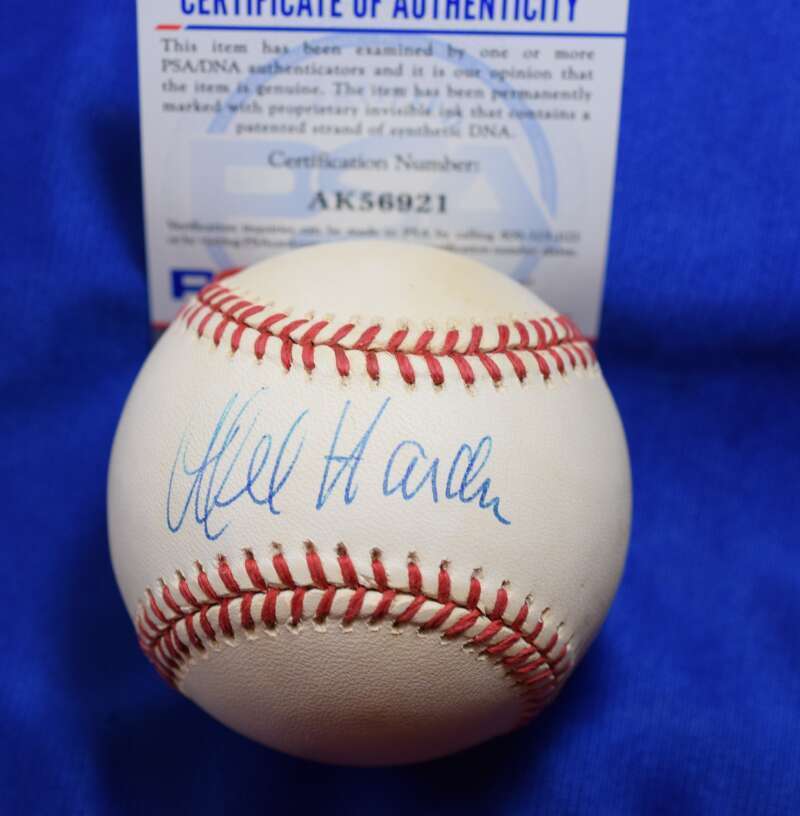 CERTIFICATE OF AUTHENTICITY
This item has been examined by one or more
PSA/DNA authenticators and it is our opinion that
the item is genuine. The item has been permanently
marked with proprietary invisible ink that contains a
patented strand of synthetic DNA.
Certification Number:
AK56921
Mel Harder